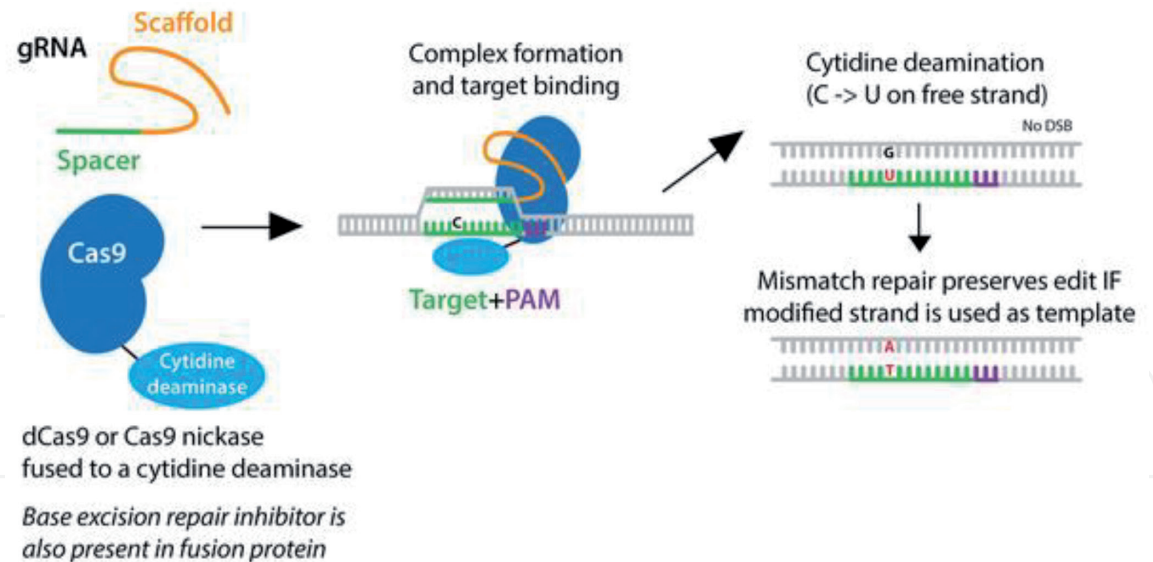 Scaffold
gRNA
Spacer
Cas9
Cytidine
deaminase
dCas9 or Cas9 nickase
fused to a cytidine deaminase
Base excision repair inhibitor is
also present in fusion protein
Complex formation
and target binding
C
Target+PAM
Cytidine deamination
(C -> U on free strand)
No DSB
G
U
Mismatch repair preserves edit IF
modified strand is used as template
A
T